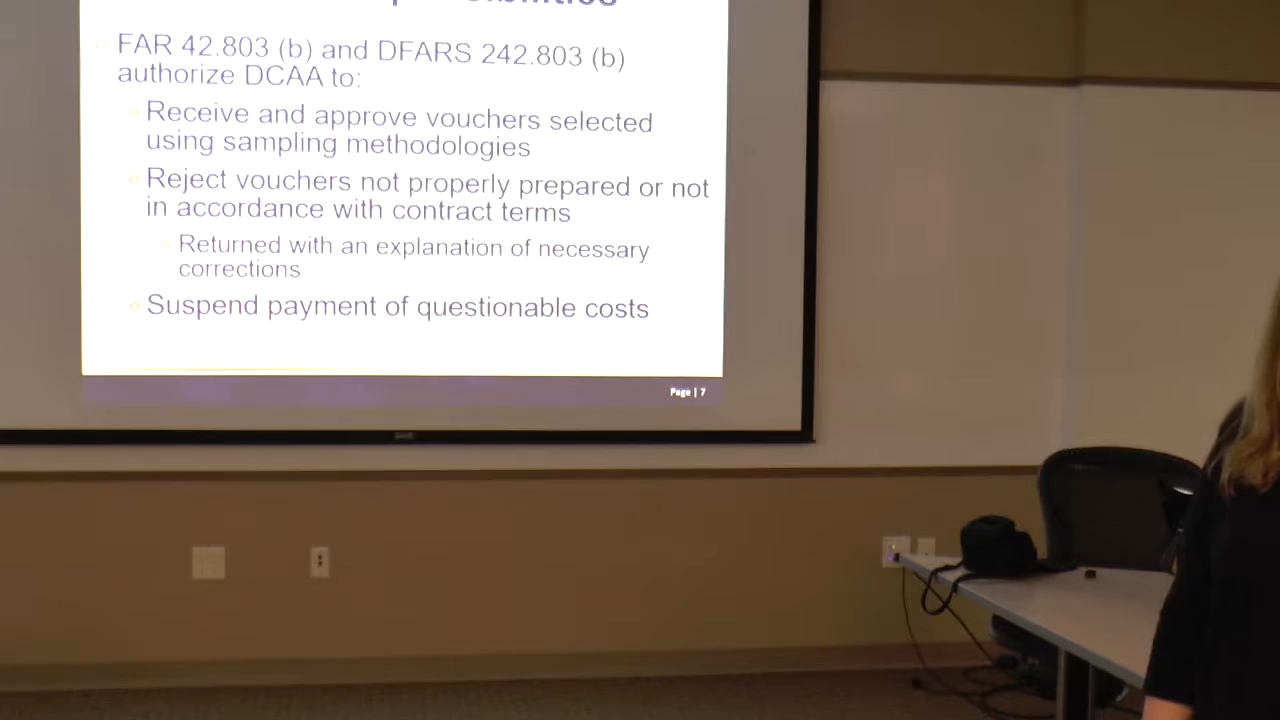 FAR 42.803 (b) and DFARS 242.803 (b)
authorize DCAA to:
Receive and approve vouchers selected
using sampling methodologies
Reject vouchers not properly prepared or not
in accordance with contract terms
Returned with an explanation of necessary
corrections
Suspend payment of questionable costs
Page | 7